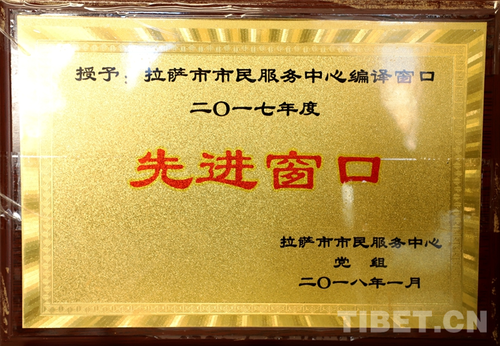 授予：拉萨市市民服务中心编译窗口
二〇一七年度
先进窗口
拉萨市市民服务中心
党 组
二〇一八年一月
TIBET.CN